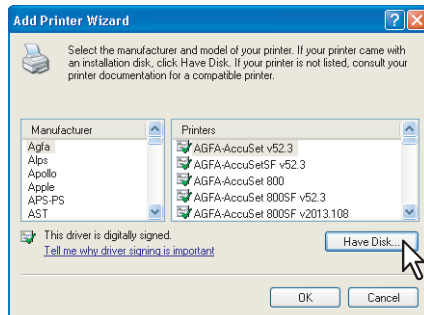 Add Printer Wizard
Select the manufacturer and model of your printer. If your printer came with
an installation disk, click Have Disk. If your printer is not listed, consult your
printer documentation for a compatible printer.
Manufacturer
Agfa
Alps
Apollo
Apple
APS-PS
AST
Printers
AGFA-AccuSet v52.3
AGFA-AccuSetSF v52.3
AGFA-AccuSet 800
AGFA-AccuSet 800SF v52.3
AGFA-AccuSet 800SF v2013.108
This driver is digitally signed.
Tell me why driver signing is important
Have Disk...
OK
Cancel